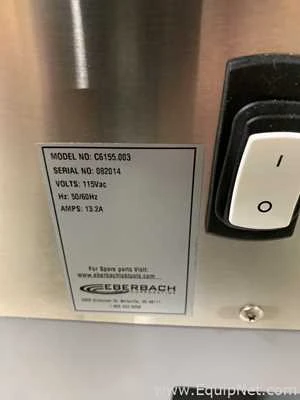 MODEL NO: C6155.003
SERIAL NO: 082014
VOLTS: 115Vac
Hz: 50/60Hz
AMPS: 13.2A
For Spare parts Visit:
www.eberbachlabtools.com
EBERBACH
CORPORATION
I
O
www.EquipNet.com